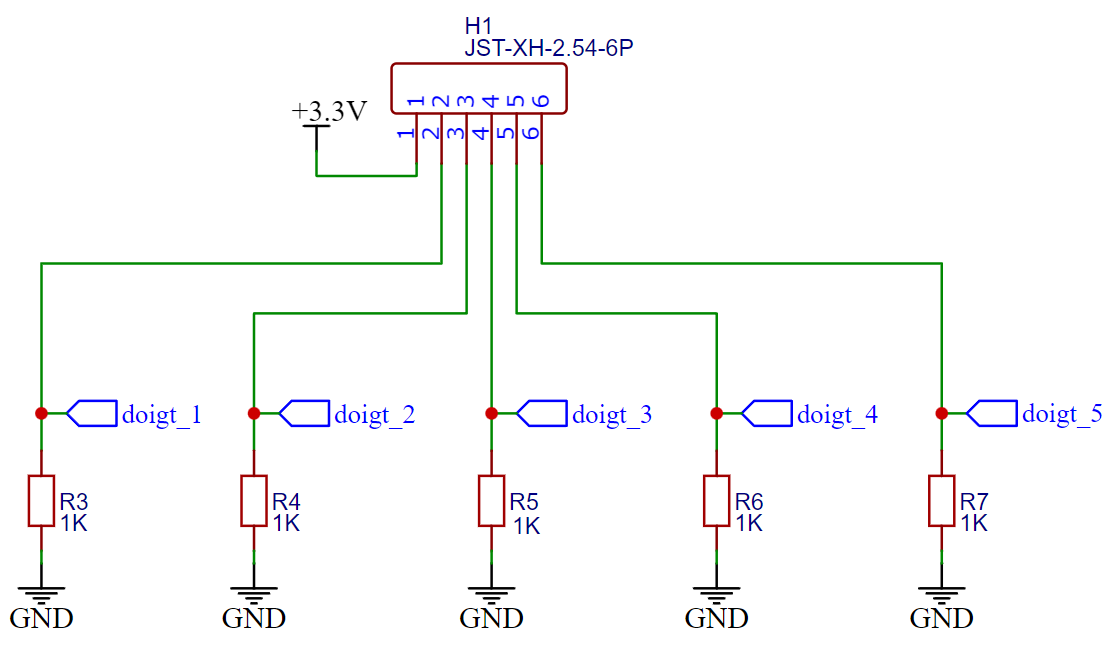 H1
JST-XH-2.54-6P
1 2 3 4 5 6
+3.3V
1 2 3 4 5 6
doigt_1 doigt_2 doigt_3 doigt_4 doigt_5
R3 R4 R5 R6 R7
1K 1K 1K 1K 1K
GND GND GND GND GND